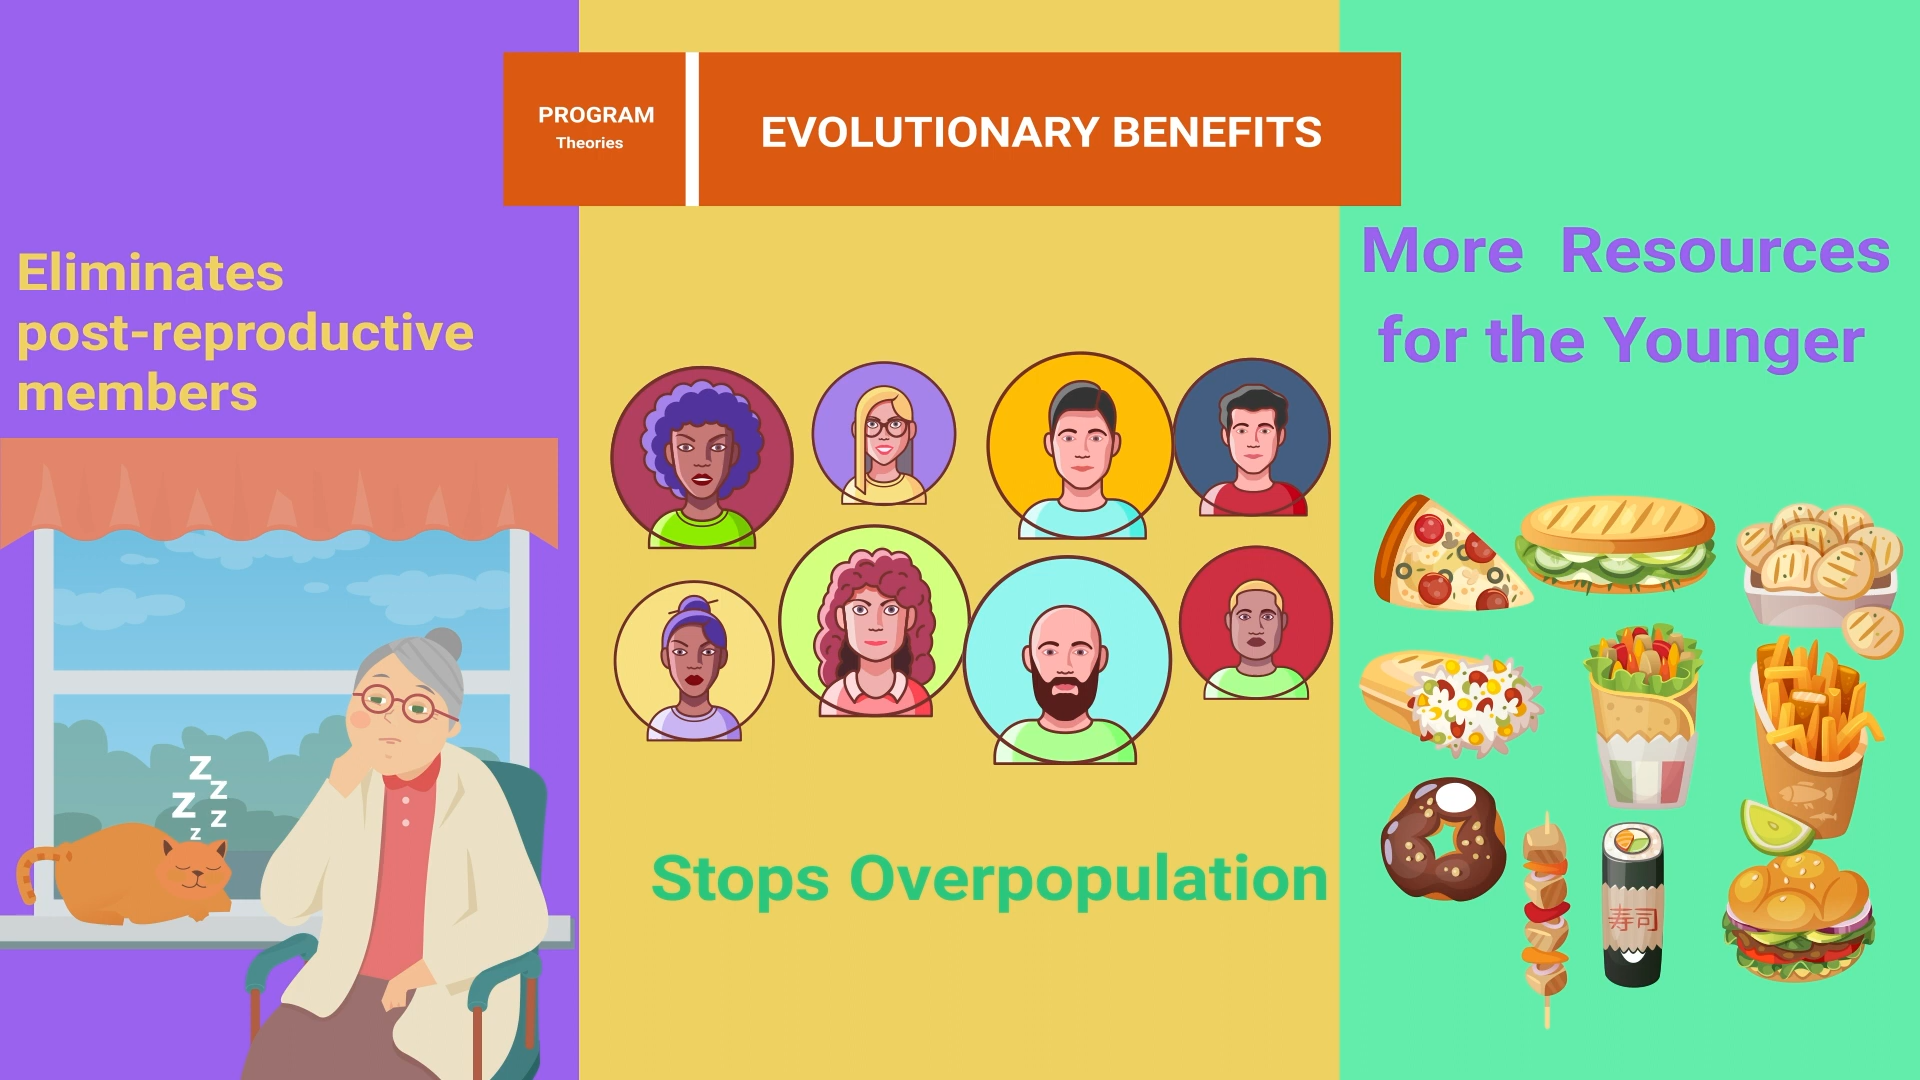 PROGRAM
Theories
EVOLUTIONARY BENEFITS
Eliminates
post-reproductive
members
Stops Overpopulation
More Resources
for the Younger
z
z
z
z
z
寿司